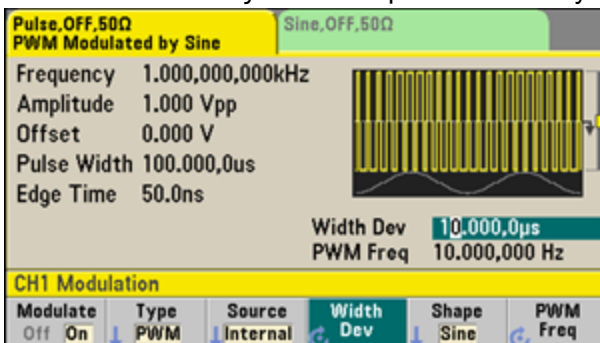 Pulse,OFF,50Ω
PWM Modulated by Sine
Sine,OFF,50Ω
Frequency 1.000,000,000kHz
Amplitude 1.000 Vpp
Offset 0.000 V
Pulse Width 100.000,0us
Edge Time 50.0ns
Width Dev 10.000,0µs
PWM Freq 10.000,000 Hz
CH1 Modulation
Modulate Type Source Width Shape PWM
Off On PWM Internal Dev Sine Freq